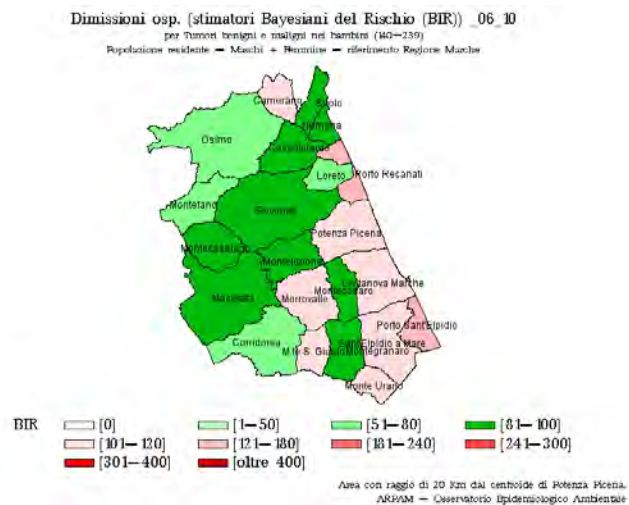 Dimissioni osp. (stimatori Bayesiani del Rischio (BIR)) _06_10
per Tumori benigni e maligni nei bambini (140—239)
Popolazione residente — Maschi + Femmine — riferimento Regione Marche
Camerano
Sirolo
Numana
Osimo
Castelfidardo
Loreto
Porto Recanati
Montefano
Recanati
Potenza Picena
Montecassiano
Montelupone
Civitanova Marche
Macerata
Montecosaro
Morrovalle
Porto Sant'Elpidio
Corridonia
Sant'Elpidio a Mare
M.te S. Giusto
Montegranaro
Monte Urano
BIR [0] [1—50] [51—80] [81—100]
[101—120] [121—180] [181—240] [241—300]
[301—400] [oltre 400]
Area con raggio di 20 Km dal centroide di Potenza Picena.
ARPAM — Osservatorio Epidemiologico Ambientale